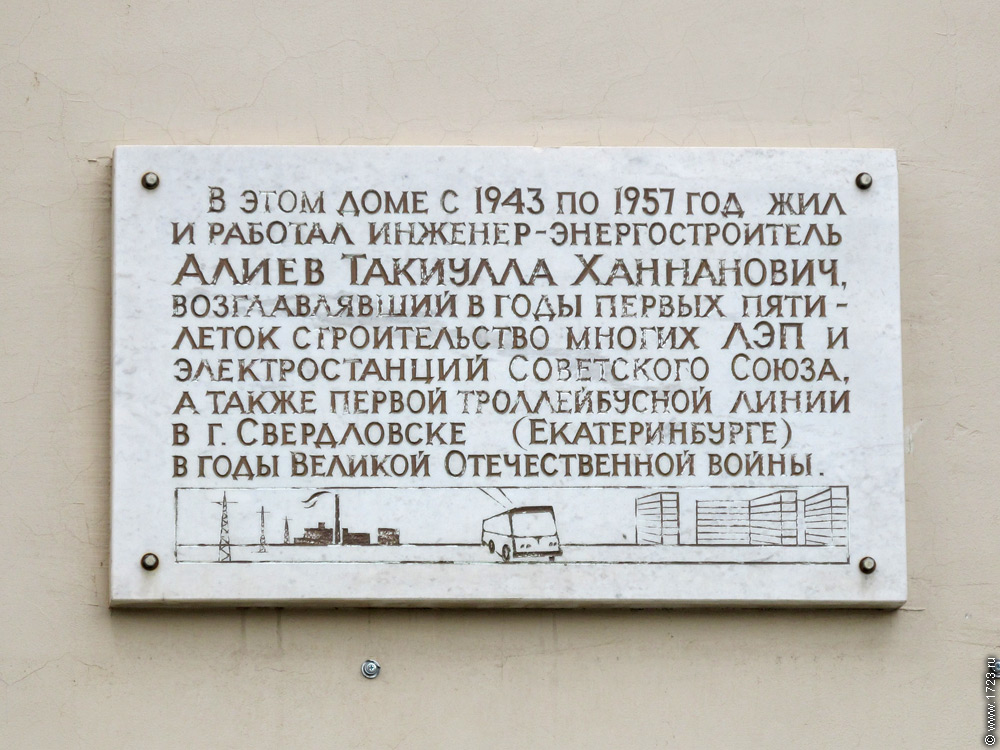 В ЭТОМ ДОМЕ С 1943 ПО 1957 ГОД ЖИЛ
И РАБОТАЛ ИНЖЕНЕР-ЭНЕРГОСТРОИТЕЛЬ
АЛИЕВ ТАКИУЛЛА ХАННАНОВИЧ,
ВОЗГЛАВЛЯВШИЙ В ГОДЫ ПЕРВЫХ ПЯТИ-
ЛЕТОК СТРОИТЕЛЬСТВО МНОГИХ ЛЭП И
ЭЛЕКТРОСТАНЦИЙ СОВЕТСКОГО СОЮЗА,
А ТАКЖЕ ПЕРВОЙ ТРОЛЛЕЙБУСНОЙ ЛИНИИ
В Г. СВЕРДЛОВСКЕ (ЕКАТЕРИНБУРГЕ)
В ГОДЫ ВЕЛИКОЙ ОТЕЧЕСТВЕННОЙ ВОЙНЫ.
© www.1723.ru